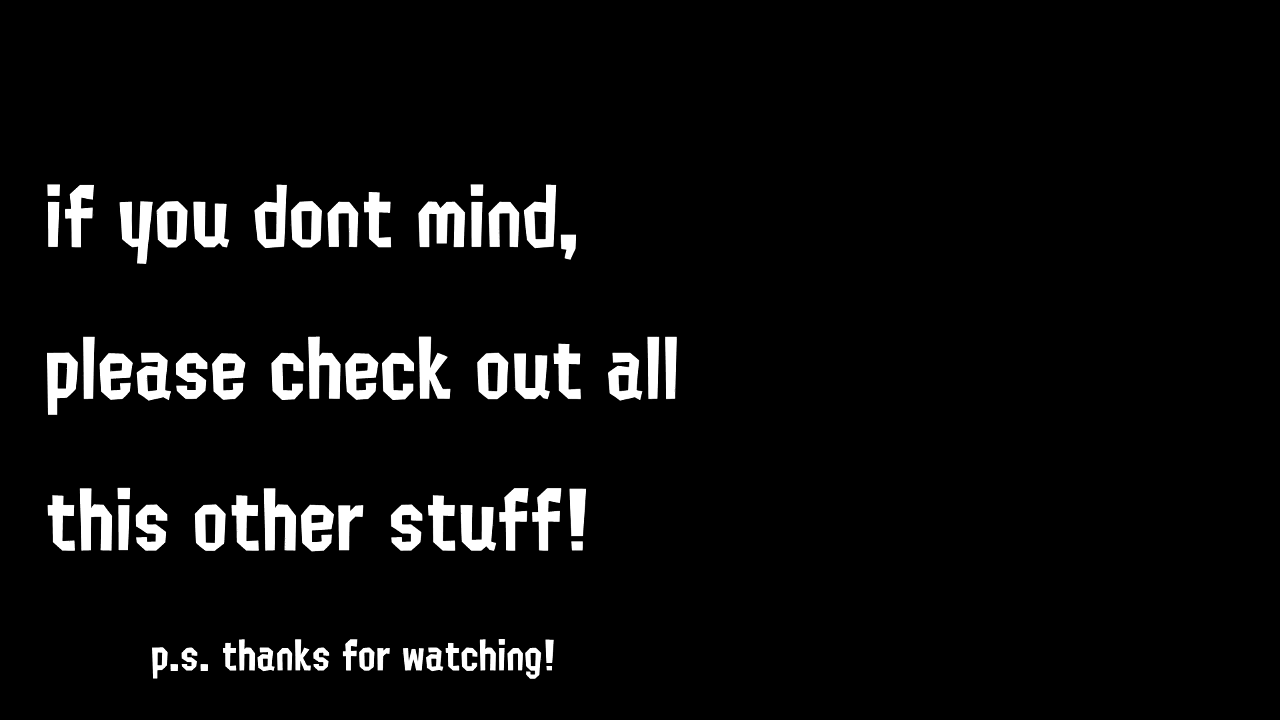 if you dont mind,
please check out all
this other stuff!
p.s. thanks for watching!